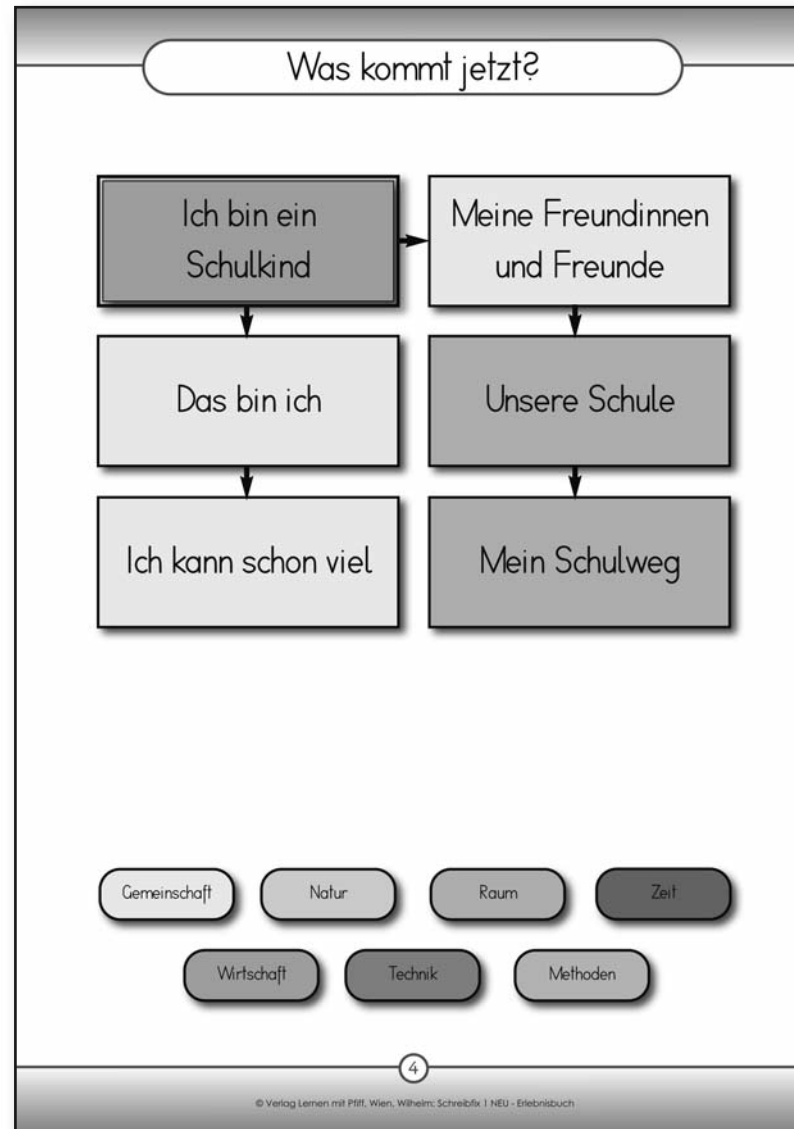 Was kommt jetzt?
Ich bin ein
Schulkind
Meine Freundinnen
und Freunde
Das bin ich
Unsere Schule
Ich kann schon viel
Mein Schulweg
Gemeinschaft
Natur
Raum
Zeit
Wirtschaft
Technik
Methoden
4
© Verlag Lernen mit Pfiff, Wien, Wilhelm: Schreibfix 1 NEU - Erlebnisbuch